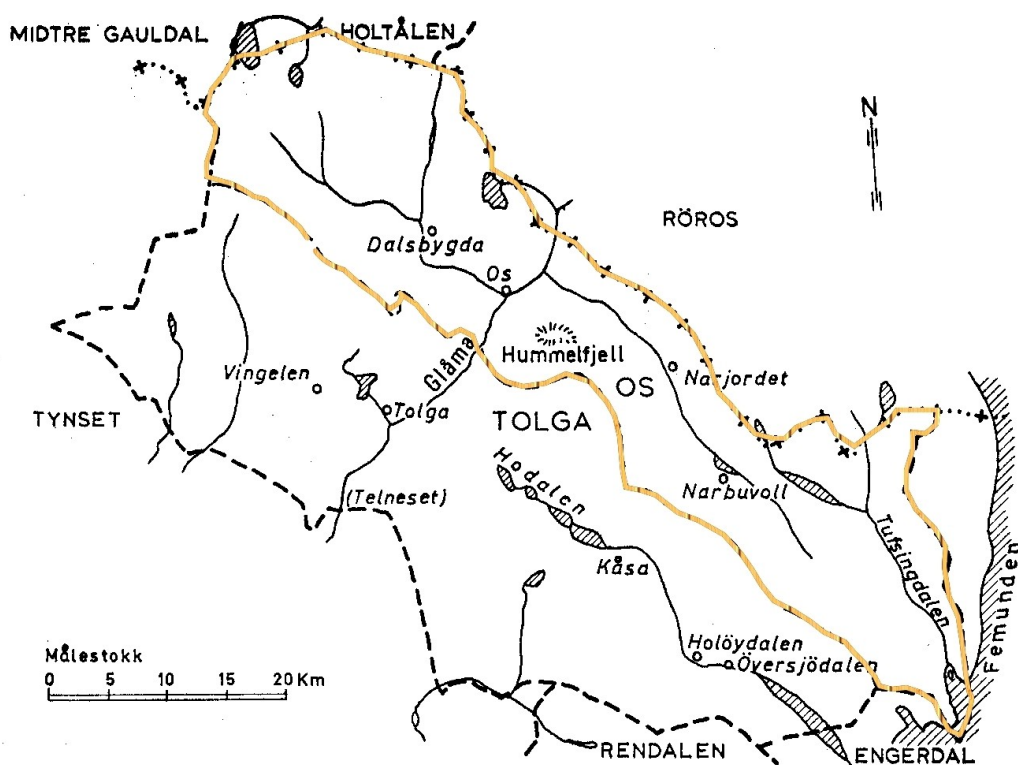 MIDTRE GAULDAL
HOLTÅLEN
N
RÖROS
Dalsbygda
Os
Glåma
Hummelfjell
OS
Narjordet
Vingelen
Tolga
TYNSET
TOLGA
Hodalen
Narbuvoll
(Telneset)
Tufsingdalen
Femunden
Kåsa
Holöydalen
Översjödalen
Målestokk
0 5 10 15 20 Km
RENDALEN
ENGERDAL